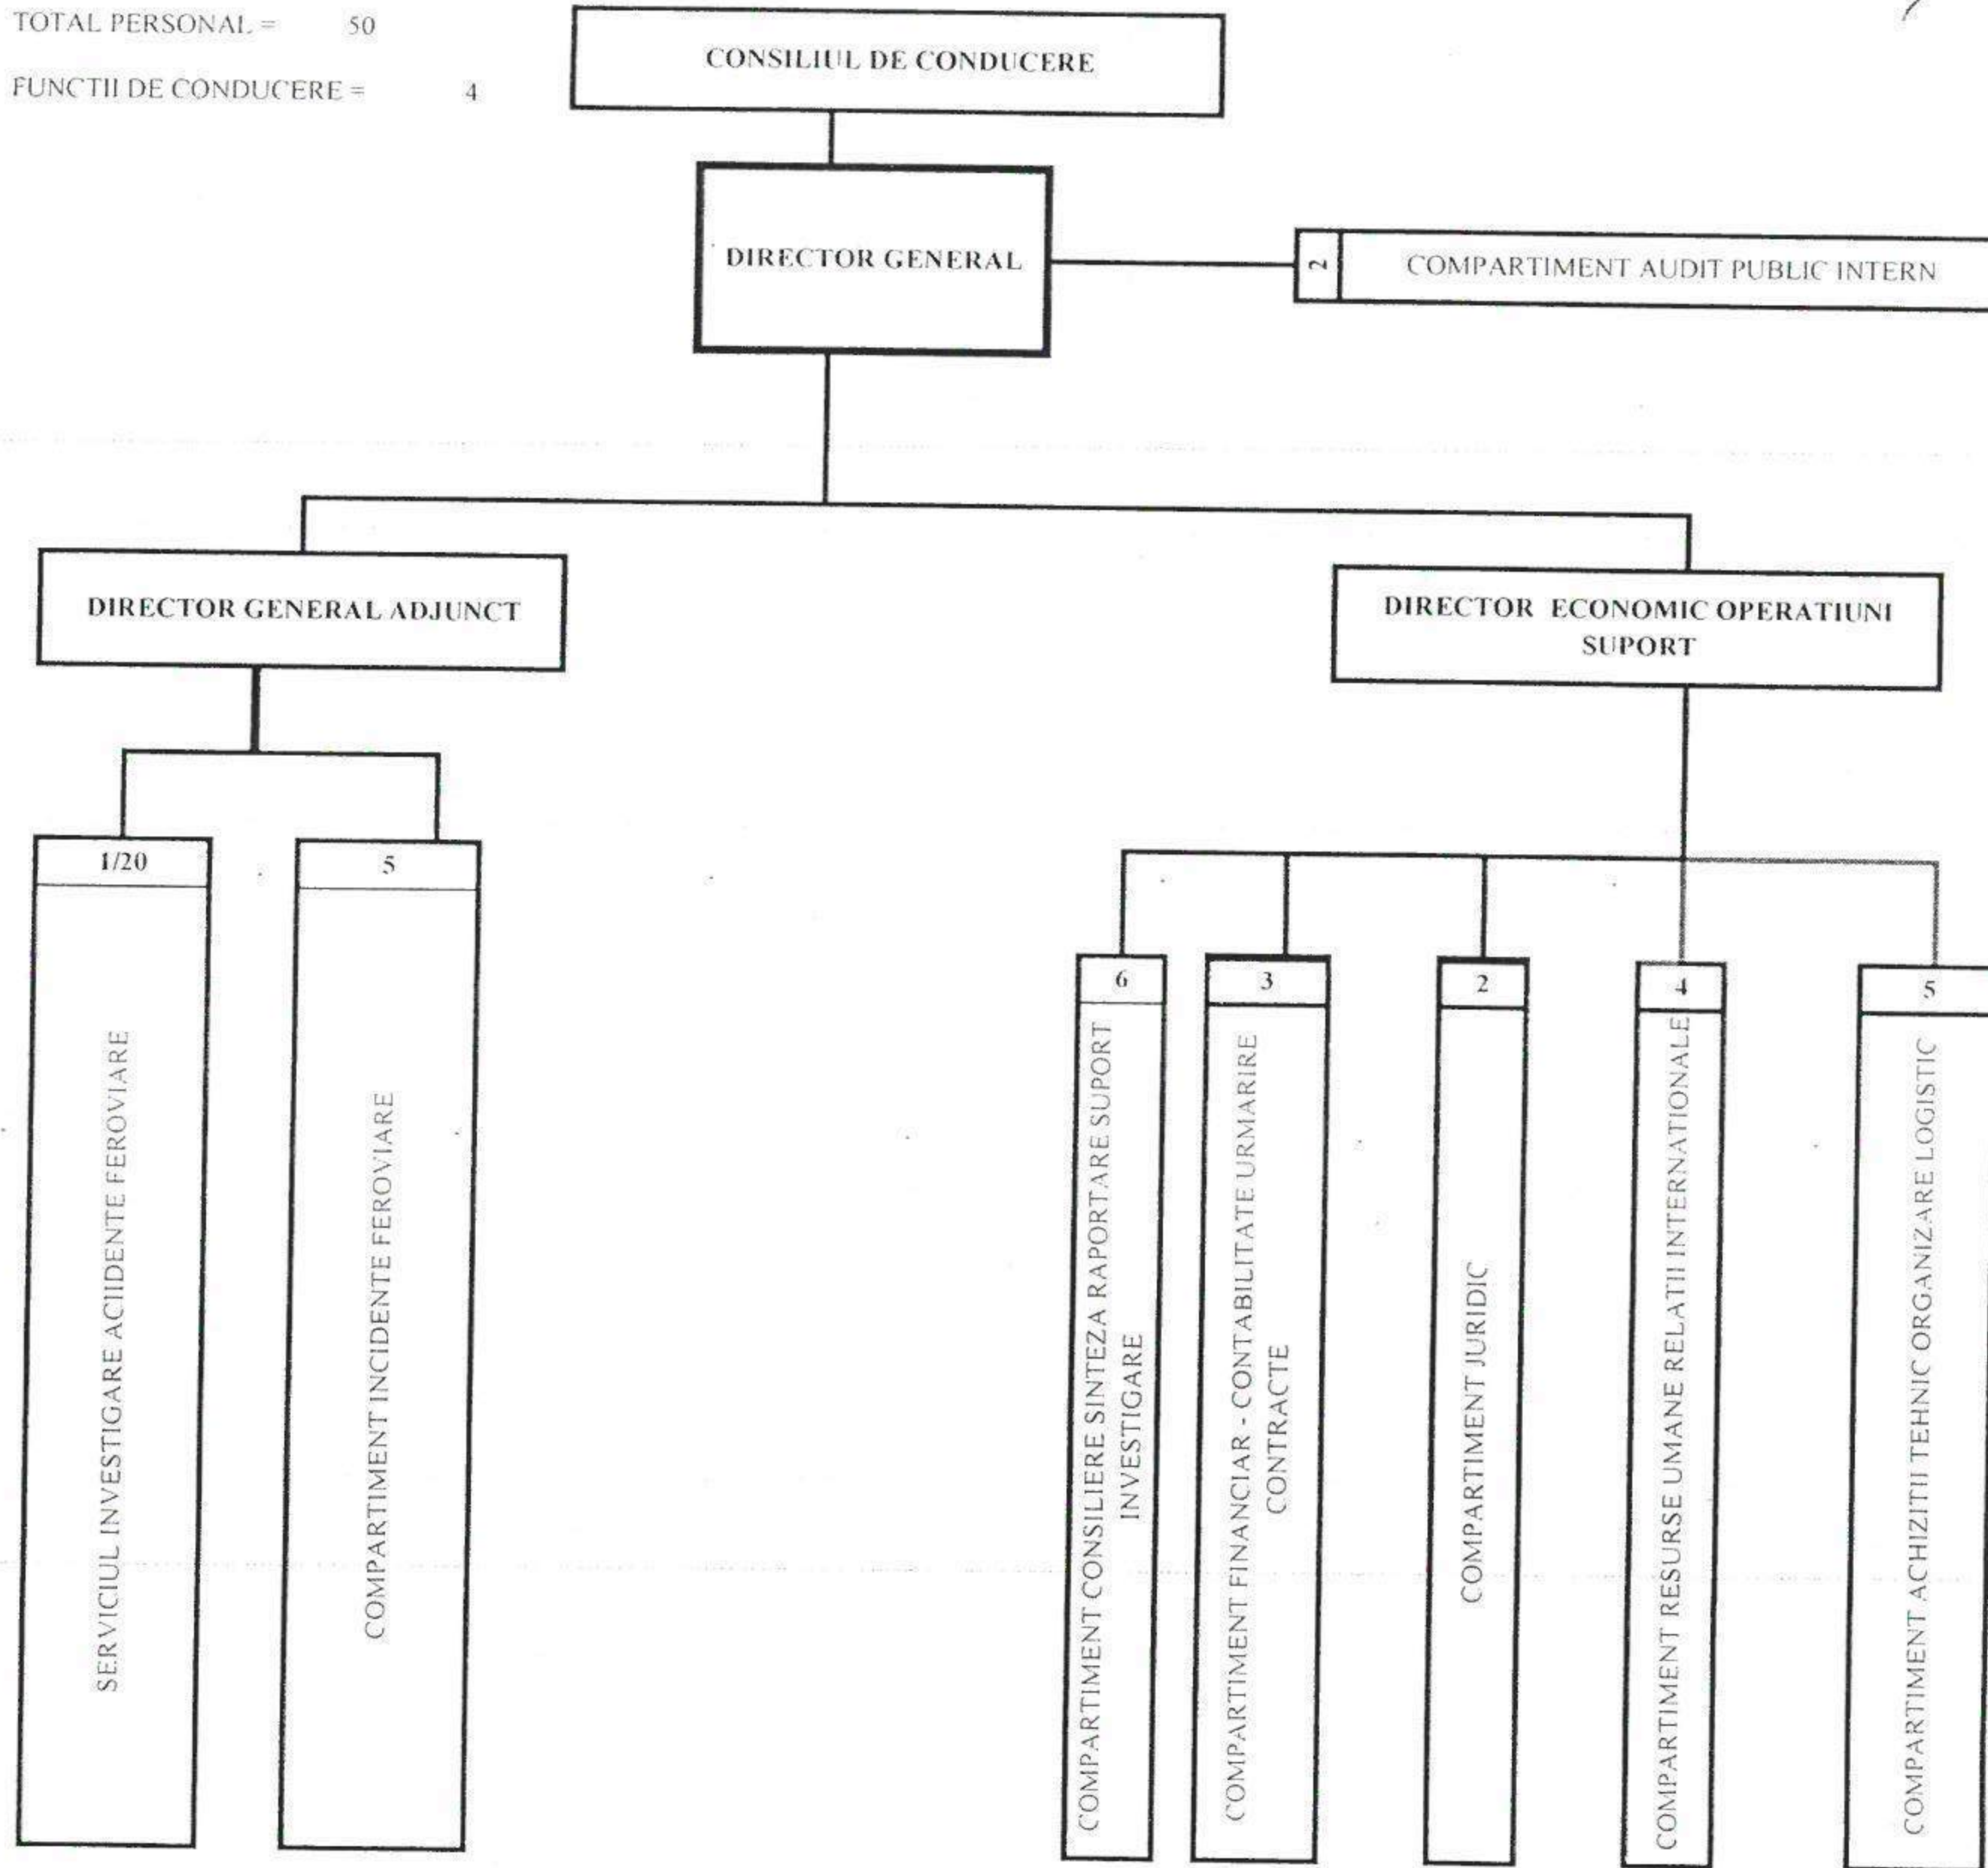 TOTAL PERSONAL = 50
FUNCTII DE CONDUCERE = 4
CONSILIUL DE CONDUCERE
DIRECTOR GENERAL
2
COMPARTIMENT AUDIT PUBLIC INTERN
DIRECTOR GENERAL ADJUNCT
DIRECTOR ECONOMIC OPERATIUNI
SUPORT
1/20
SERVICIUL INVESTIGARE ACIIDENTE FEROVIARE
5
COMPARTIMENT INCIDENTE FEROVIARE
6
COMPARTIMENT CONSILIERE SINTEZA RAPORTARE SUPORT
INVESTIGARE
3
COMPARTIMENT FINANCIAR - CONTABILITATE URMARIRE
CONTRACTE
2
COMPARTIMENT JURIDIC
4
COMPARTIMENT RESURSE UMANE RELATII INTERNATIONALE
5
COMPARTIMENT ACHIZITII TEHNIC ORGANIZARE LOGISTIC